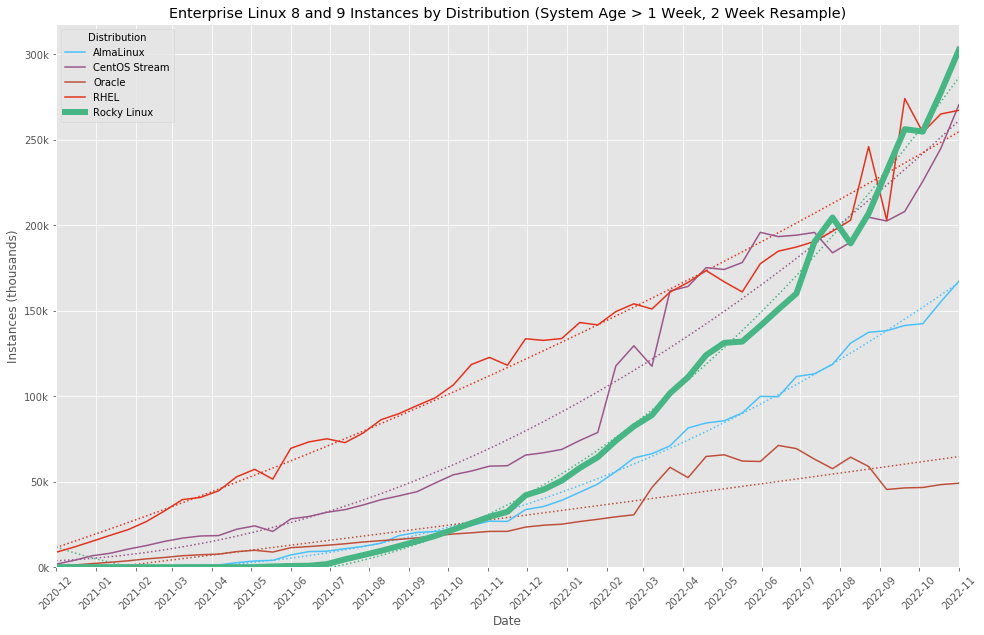 Enterprise Linux 8 and 9 Instances by Distribution (System Age > 1 Week, 2 Week Resample)
Distribution
AlmaLinux
CentOS Stream
Oracle
RHEL
Rocky Linux
300k
250k
200k
150k
100k
50k
0k
Instances (thousands)
2020-12
2021-01
2021-02
2021-03
2021-04
2021-05
2021-06
2021-07
2021-08
2021-09
2021-10
2021-11
2021-12
2022-01
2022-02
2022-03
2022-04
2022-05
2022-06
2022-07
2022-08
2022-09
2022-10
2022-11
Date